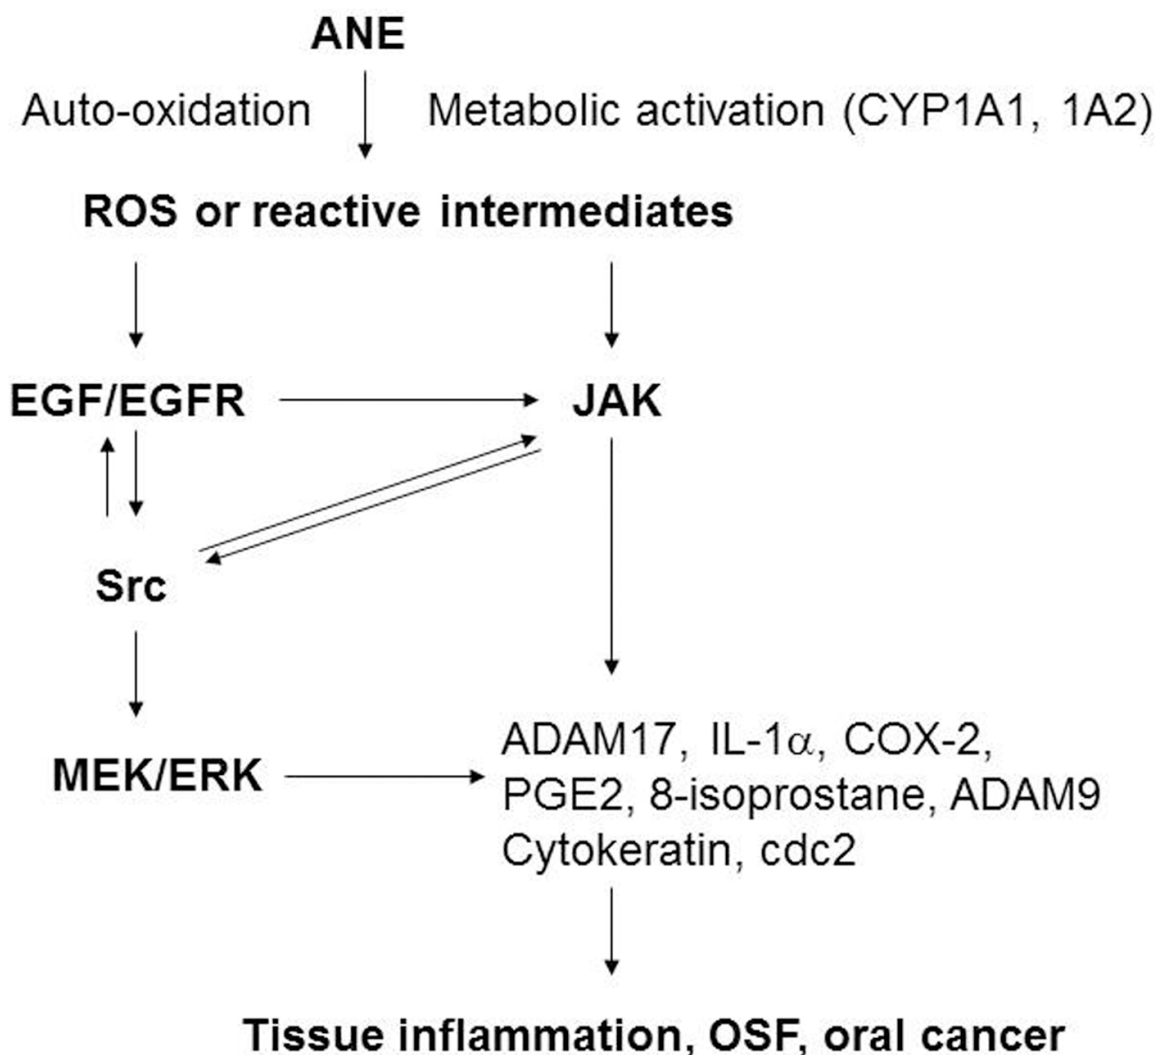 ANE
Auto-oxidation
Metabolic activation (CYP1A1, 1A2)
ROS or reactive intermediates
EGF/EGFR
JAK
Src
MEK/ERK
ADAM17, IL-1α, COX-2,
PGE2, 8-isoprostane, ADAM9
Cytokeratin, cdc2
Tissue inflammation, OSF, oral cancer